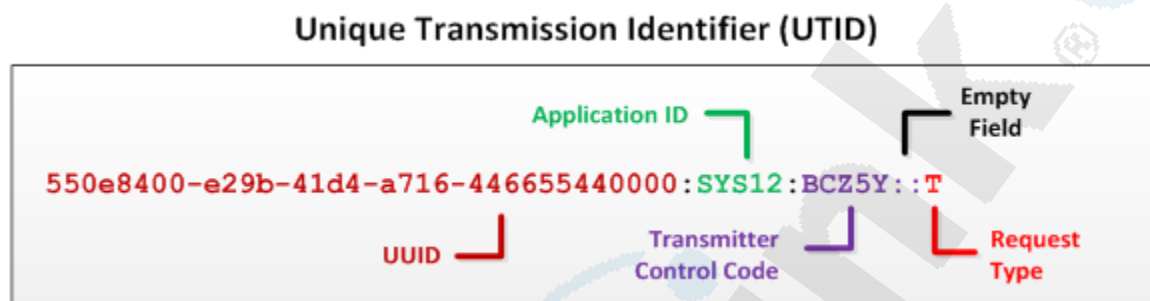 Unique Transmission Identifier (UTID)
Application ID
Empty
Field
550e8400-e29b-41d4-a716-446655440000:SYS12:BCZ5Y::T
UUID
Transmitter
Control Code
Request
Type